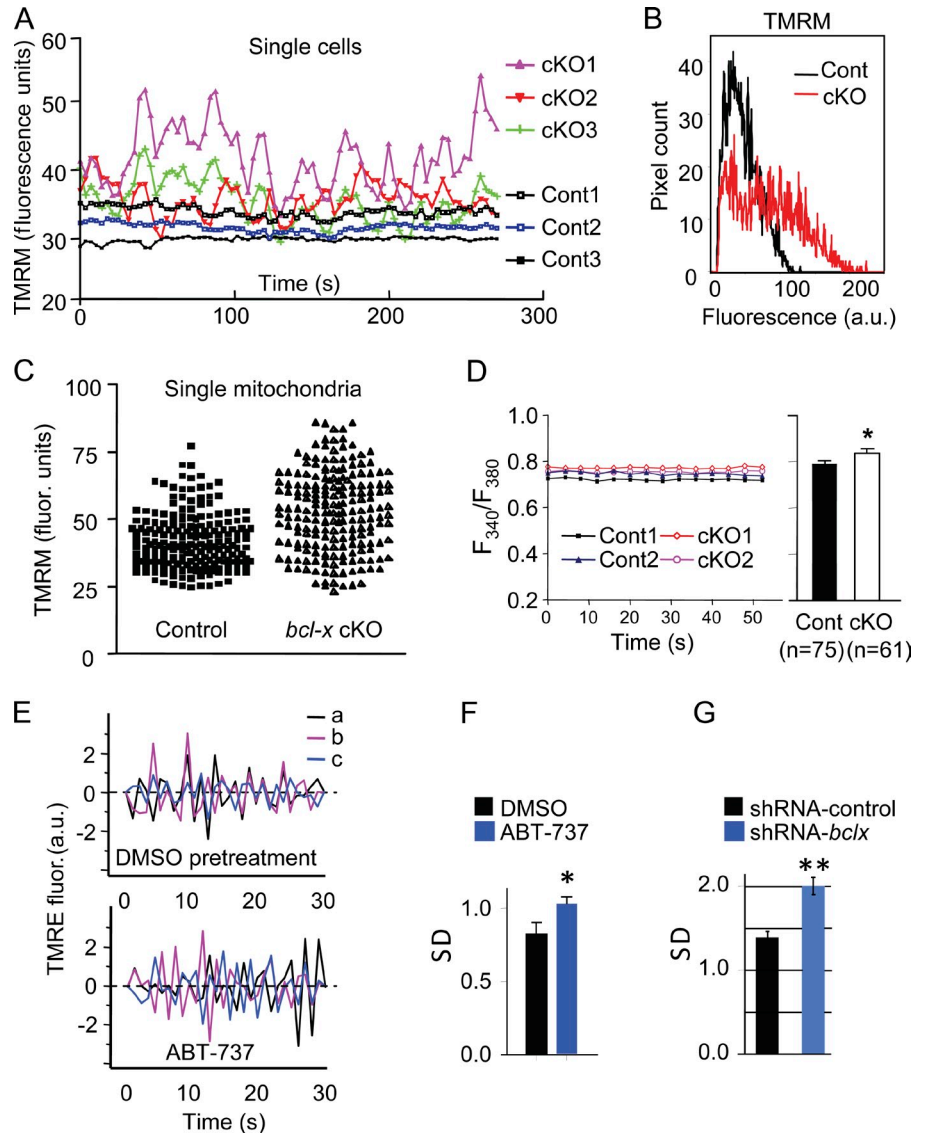 A
TMRM (fluorescence units)
60
50
40
30
20
Single cells
cKO1
cKO2
cKO3
Cont1
Cont2
Cont3
Time (s)
0 100 200 300
B
TMRM
Pixel count
40
30
20
10
0
Cont
cKO
0 100 200
Fluorescence (a.u.)
C
TMRM (fluor. units)
100
75
50
25
0
Single mitochondria
Control bcl-x cKO
D
F340/F380
1.0
0.8
0.6
0.4
0.2
Cont1 cKO1
Cont2 cKO2
0 10 20 30 40 50
Time (s)
*
Cont cKO
(n=75) (n=61)
E
TMRE fluor. (a.u.)
a
b
c
2
0
-2
DMSO pretreatment
0 10 20 30
2
0
-2
ABT-737
0 10 20 30
Time (s)
F
DMSO
ABT-737
*
SD
1.0
0.5
0.0
G
shRNA-control
shRNA-bclx
**
SD
2.0
1.0
0.0